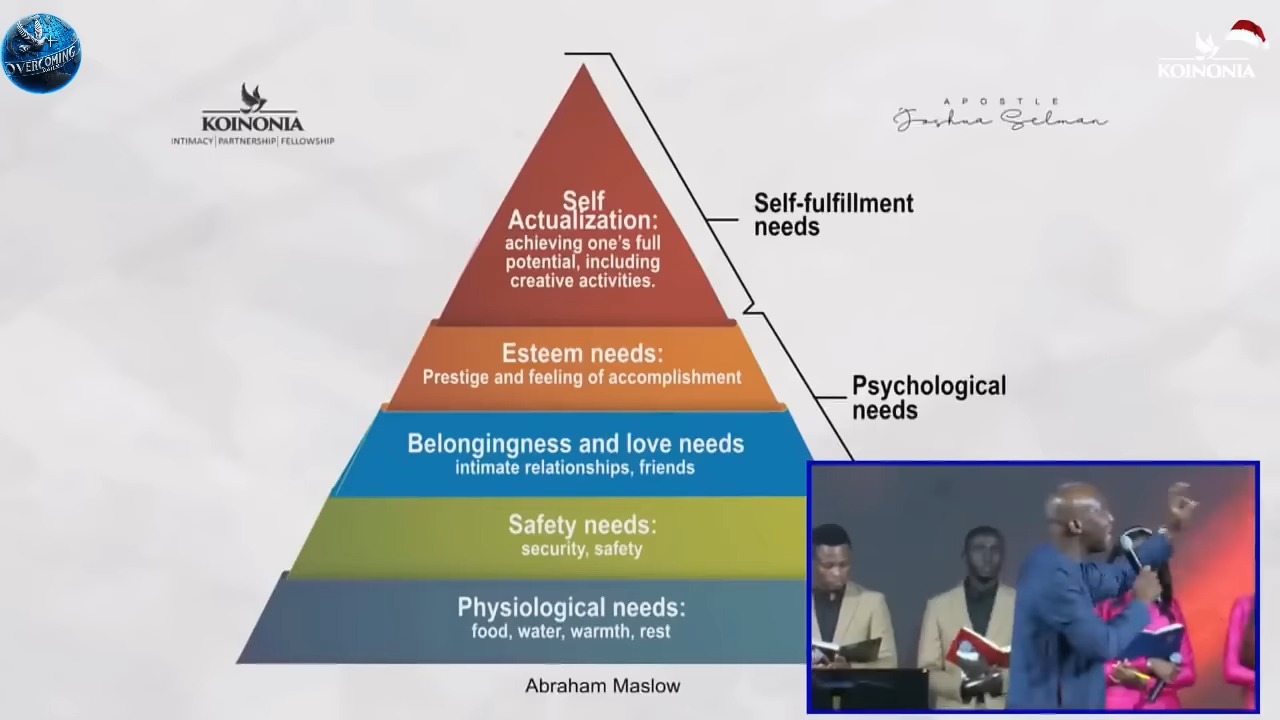 OVERCOMING
KOINONIA
KOINONIA
INTIMACY | PARTNERSHIP | FELLOWSHIP
APOSTLE
Joshua Selman
Self
Actualization:
achieving one's full
potential, including
creative activities.
Self-fulfillment
needs
Esteem needs:
Prestige and feeling of accomplishment
Psychological
needs
Belongingness and love needs
intimate relationships, friends
Safety needs:
security, safety
Physiological needs:
food, water, warmth, rest
Abraham Maslow